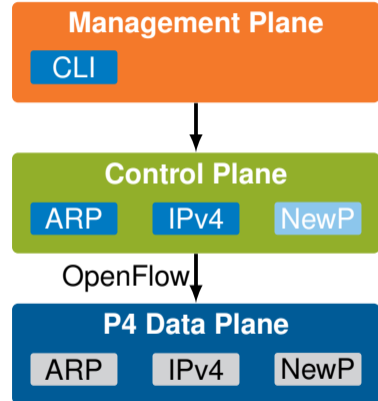 Management Plane
CLI
Control Plane
ARP IPv4 NewP
OpenFlow
P4 Data Plane
ARP IPv4 NewP